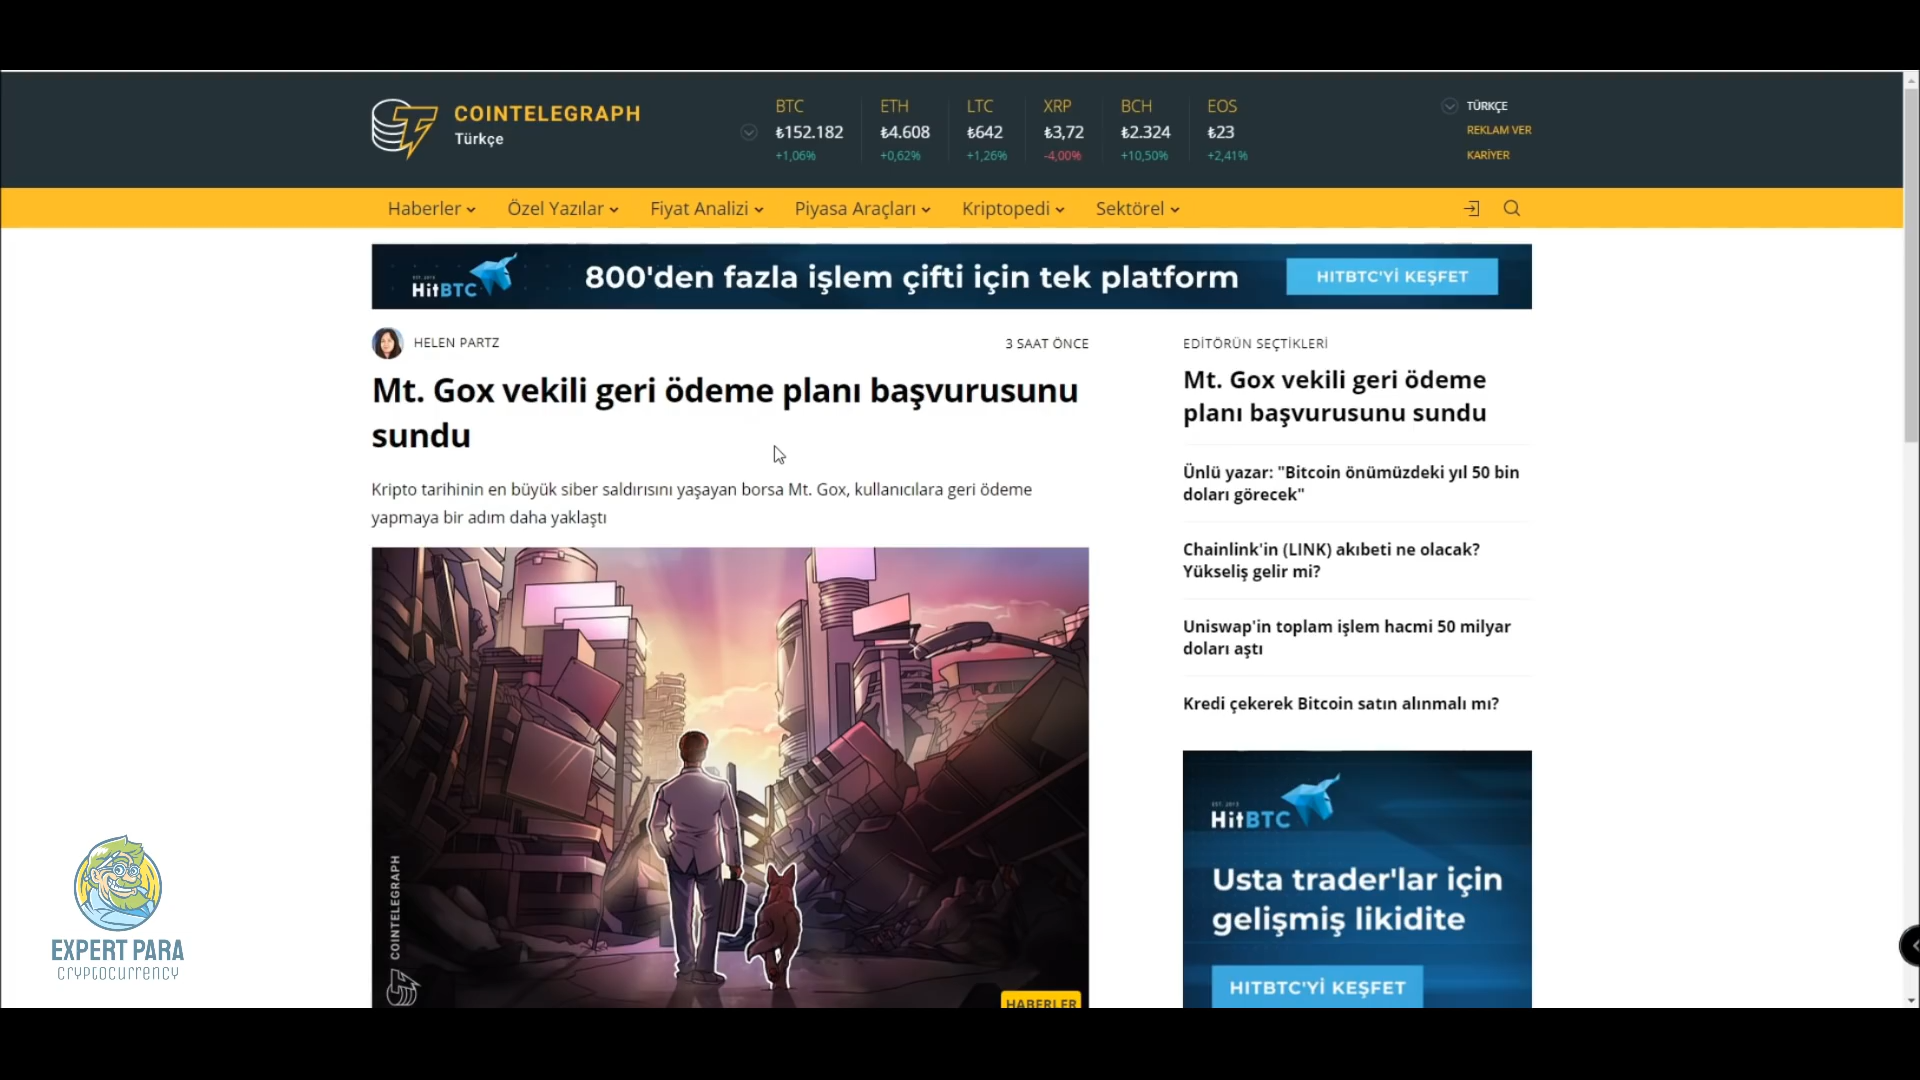 COINTELEGRAPH
Türkçe
BTC
₺152.182
+1,06%
ETH
₺4.608
+0,62%
LTC
₺642
+1,26%
XRP
₺3,72
-4,00%
BCH
₺2.324
+10,50%
EOS
₺23
+2,41%
TÜRKÇE
REKLAM VER
KARİYER
Haberler Özel Yazılar Fiyat Analizi Piyasa Araçları Kriptopedi Sektörel
EST. 2013
HitBTC
800'den fazla işlem çifti için tek platform
HITBTC'Yİ KEŞFET
HELEN PARTZ
3 SAAT ÖNCE
Mt. Gox vekili geri ödeme planı başvurusunu
sundu
Kripto tarihinin en büyük siber saldırısını yaşayan borsa Mt. Gox, kullanıcılara geri ödeme
yapmaya bir adım daha yaklaştı
COINTELEGRAPH
HABERLER
EDİTÖRÜN SEÇTİKLERİ
Mt. Gox vekili geri ödeme
planı başvurusunu sundu
Ünlü yazar: "Bitcoin önümüzdeki yıl 50 bin
doları görecek"
Chainlink'in (LINK) akıbeti ne olacak?
Yükseliş gelir mi?
Uniswap'in toplam işlem hacmi 50 milyar
doları aştı
Kredi çekerek Bitcoin satın alınmalı mı?
EST. 2013
HitBTC
Usta trader'lar için
gelişmiş likidite
HITBTC'Yİ KEŞFET
EXPERT PARA
CRYPTOCURRENCY